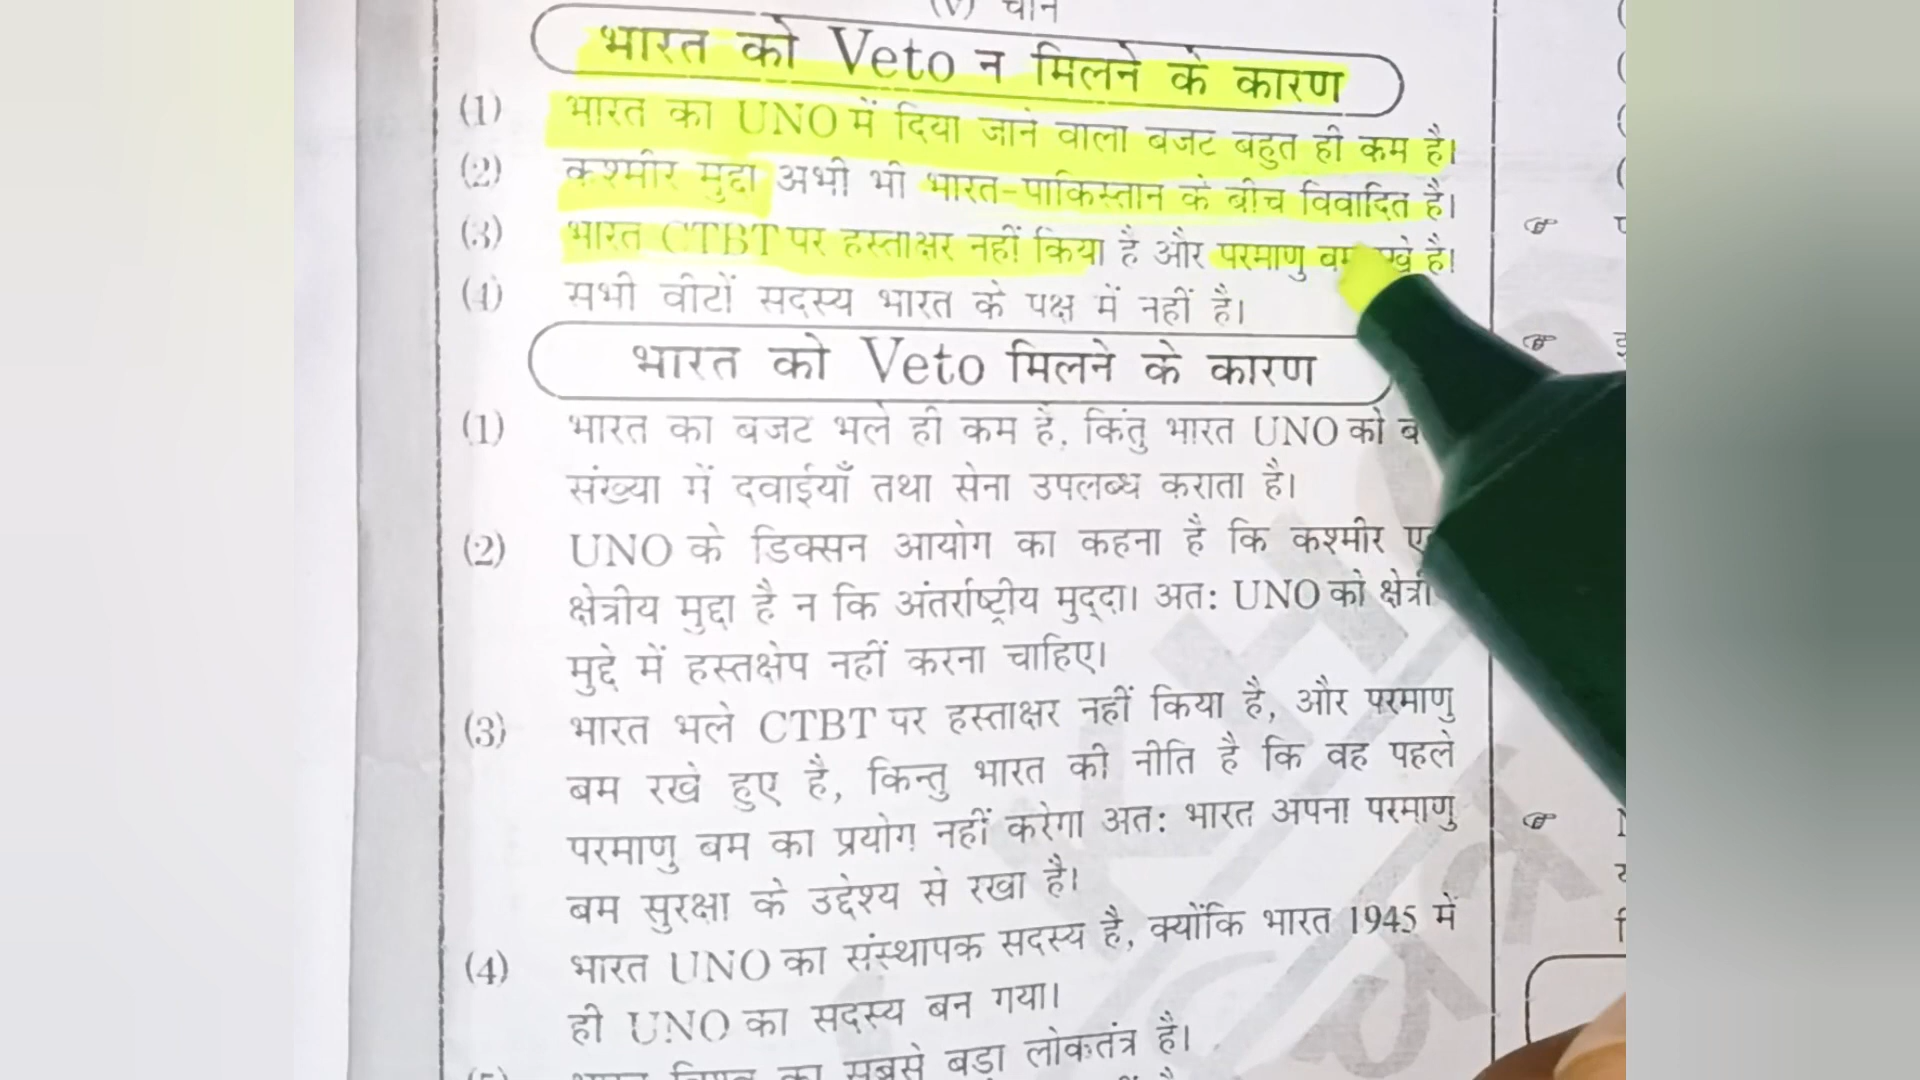 (v) चीन
भारत को Veto न मिलने के कारण
(1) भारत का UNO में दिया जाने वाला बजट बहुत ही कम है।
(2) कश्मीर मुद्दा अभी भी भारत-पाकिस्तान के बीच विवादित है।
(3) भारत CTBT पर हस्ताक्षर नहीं किया है और परमाणु है।
(4) सभी वीटों सदस्य भारत के पक्ष में नहीं है।
भारत को Veto मिलने के कारण
(1) भारत का बजट भले ही कम है, किंतु भारत UNO को
संख्या में दवाईयाँ तथा सेना उपलब्ध कराता है।
(2) UNO के डिक्सन आयोग का कहना है कि कश्मीर
क्षेत्रीय मुद्दा है न कि अंतर्राष्ट्रीय मुद्‌दा। अत: UNO को
मुद्दे में हस्तक्षेप नहीं करना चाहिए।
(3) भारत भले CTBT पर हस्ताक्षर नहीं किया है, और परमाणु
बम रखे हुए है, किन्तु भारत की नीति है कि वह पहले
परमाणु बम का प्रयोग नहीं करेगा अत: भारत अपना परमाणु
बम सुरक्षा के उद्देश्य से रखा है।
(4) भारत UNO का संस्थापक सदस्य है, क्योंकि भारत 1945 में
ही UNO का सदस्य बन गया।
सबसे बड़ा लोकतंत्र है।